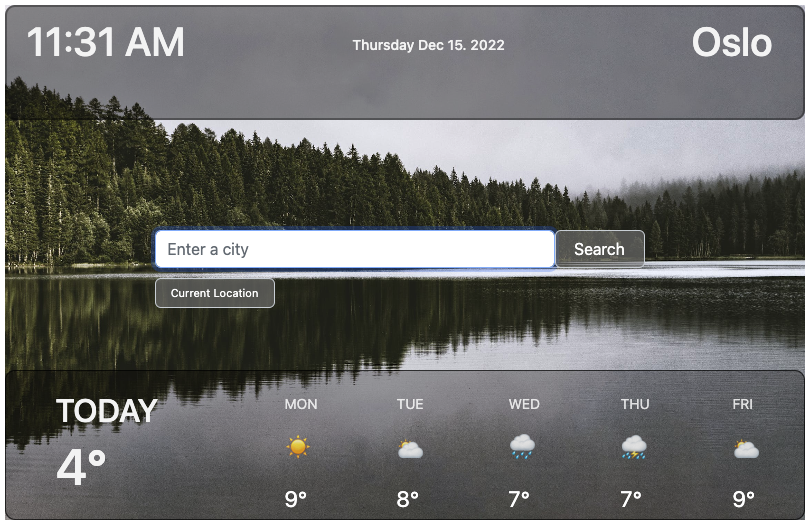 11:31 AM
Thursday Dec 15. 2022
Oslo
Enter a city
Search
Current Location
TODAY
4°
MON TUE WED THU FRI
9° 8° 7° 7° 9°